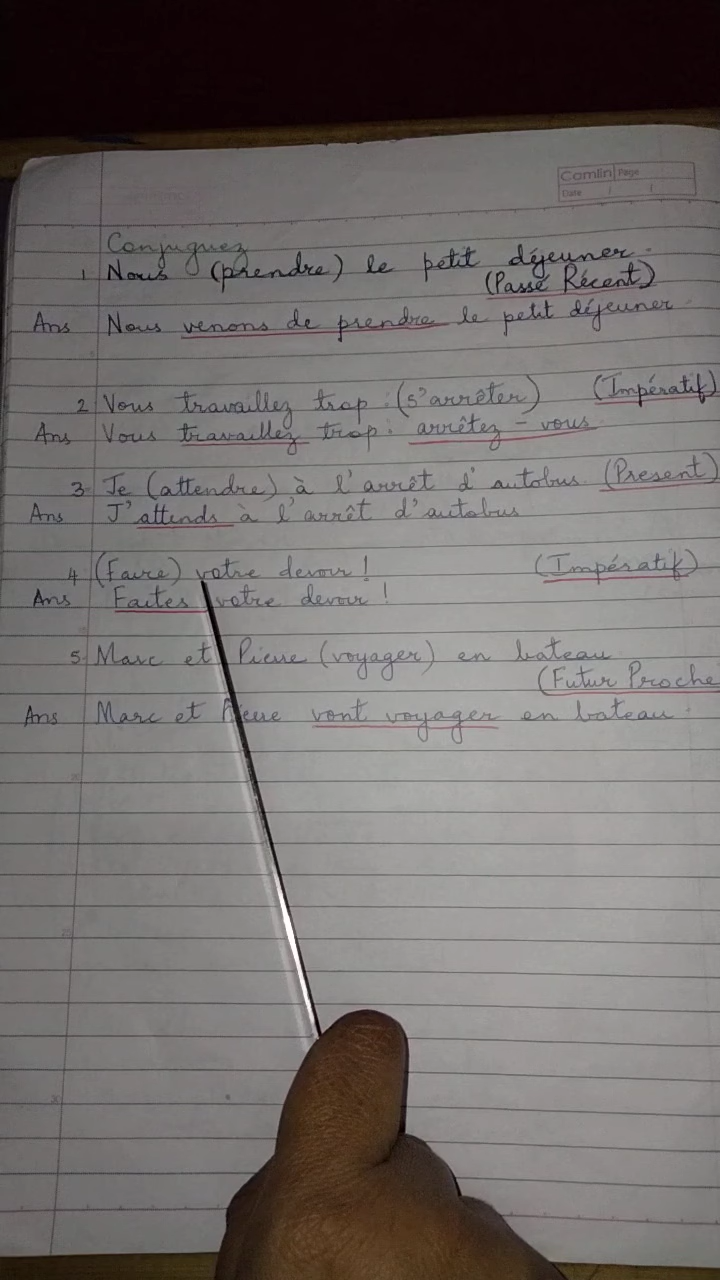 Camlin Page
Date / /
Conjuguez
1 Nous (prendre) le petit déjeuner.
(Passé Récent)
Ans Nous venons de prendre le petit déjeuner.
2 Vous travaillez trop : (s'arrêter) (Impératif)
Ans Vous travaillez trop : arrêtez - vous.
3 Je (attendre) à l'arrêt d'autobus. (Present)
Ans J'attends à l'arrêt d'autobus
4 (Faire) votre devoir ! (Impératif)
Ans Faites votre devoir !
5. Marc et Pierre (voyager) en bateau
(Futur Proche
Ans Marc et Pierre vont voyager en bateau.